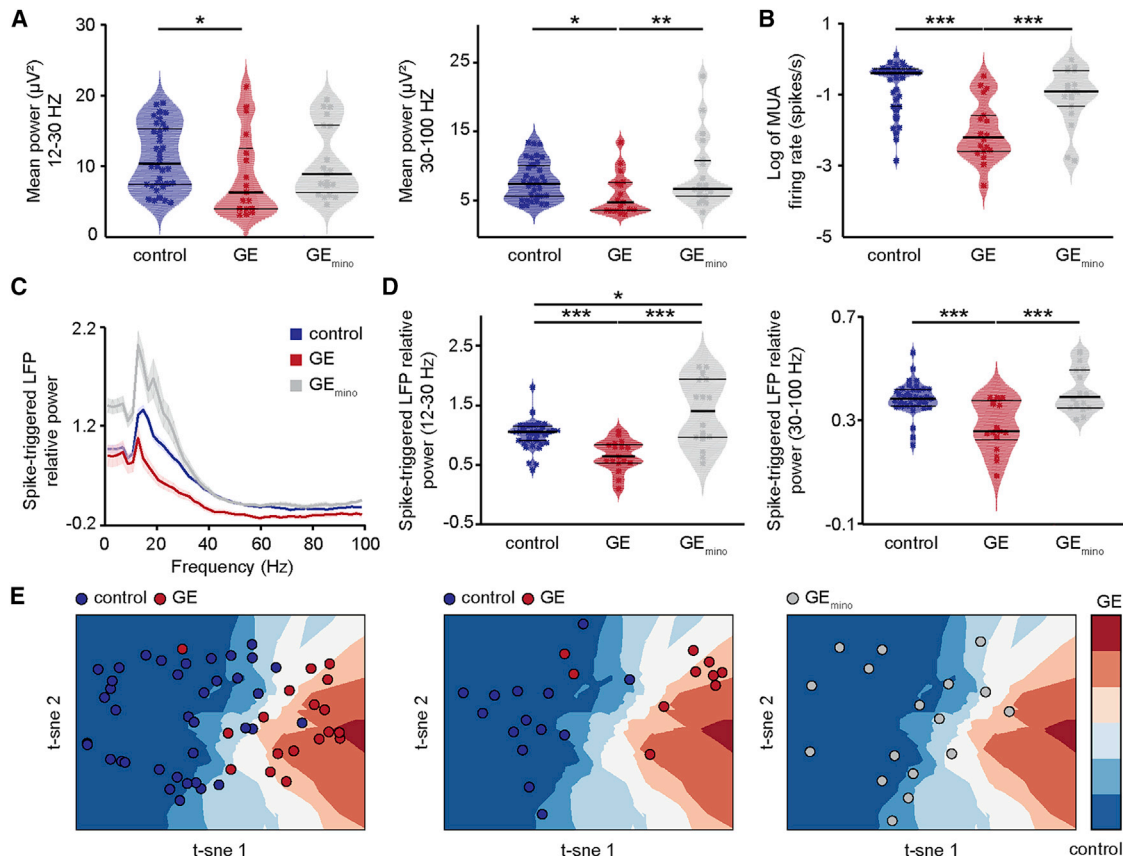 A
Mean power (µV²)
12-30 HZ
30
20
10
0
*
control
GE
GEmino
Mean power (µV²)
30-100 HZ
25
15
5
*
**
control
GE
GEmino
B
Log of MUA
firing rate (spikes/s)
-1
-3
-5
***
***
control
GE
GEmino
C
Spike-triggered LFP
relative power
2.2
1.2
-0.2
control
GE
GEmino
0
20
40
60
80
100
Frequency (Hz)
D
Spike-triggered LFP relative
power (12-30 Hz)
2.5
1.5
0.5
-0.5
*
***
***
control
GE
GEmino
Spike-triggered LFP relative
power (30-100 Hz)
0.7
0.3
-0.1
***
***
control
GE
GEmino
E
control GE
t-sne 2
t-sne 1
control GE
t-sne 2
t-sne 1
GEmino
t-sne 2
t-sne 1
GE
control